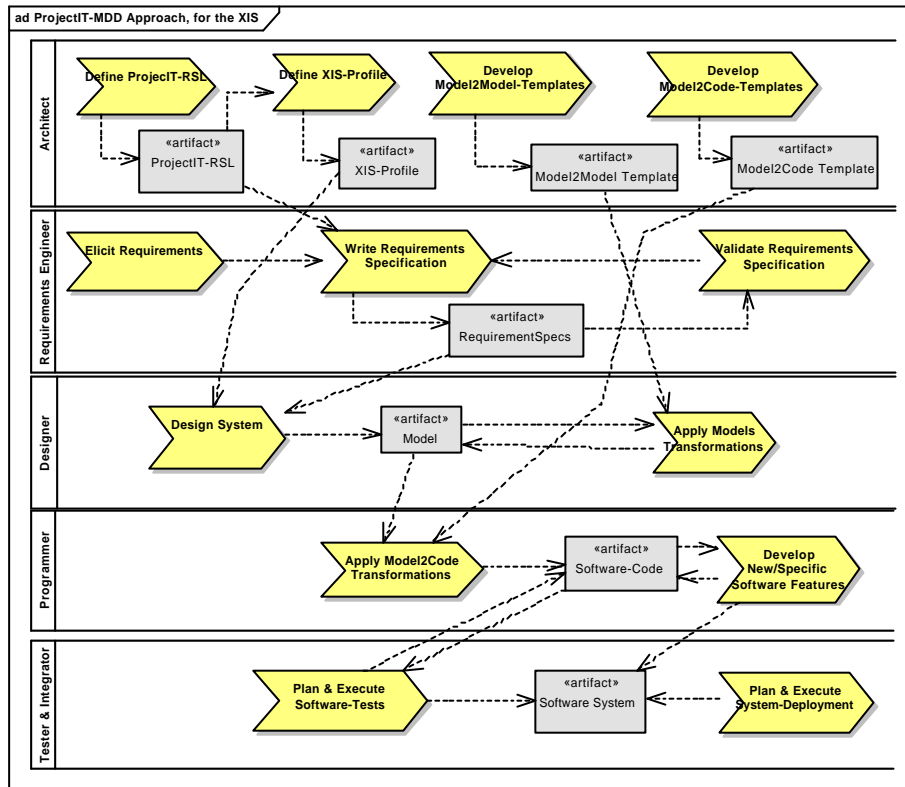 ad ProjectIT-MDD Approach, for the XIS
Architect
Define ProjecIT-RSL
Define XIS-Profile
Develop
Model2Model-Templates
Develop
Model2Code-Templates
«artifact»
ProjectIT-RSL
«artifact»
XIS-Profile
«artifact»
Model2Model Template
«artifact»
Model2Code Template
Requirements Engineer
Elicit Requirements
Write Requirements
Specification
Validate Requirements
Specification
«artifact»
RequirementSpecs
Designer
Design System
«artifact»
Model
Apply Models
Transformations
Programmer
Apply Model2Code
Transformations
«artifact»
Software-Code
Develop
New/Specific
Software Features
Tester & Integrator
Plan & Execute
Software-Tests
«artifact»
Software System
Plan & Execute
System-Deployment